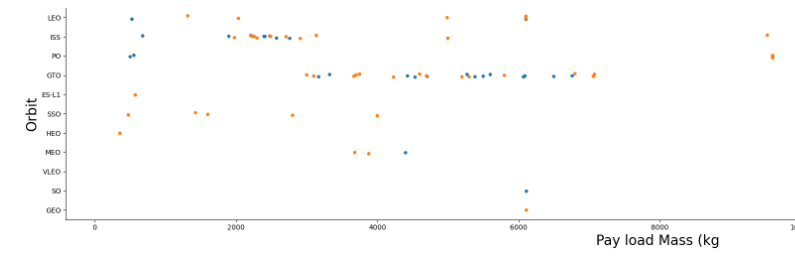 LEO
ISS
PO
GTO
ES-L1
SSO
HEO
MEO
VLEO
SO
GEO
Orbit
0 2000 4000 6000 8000
Pay load Mass (kg